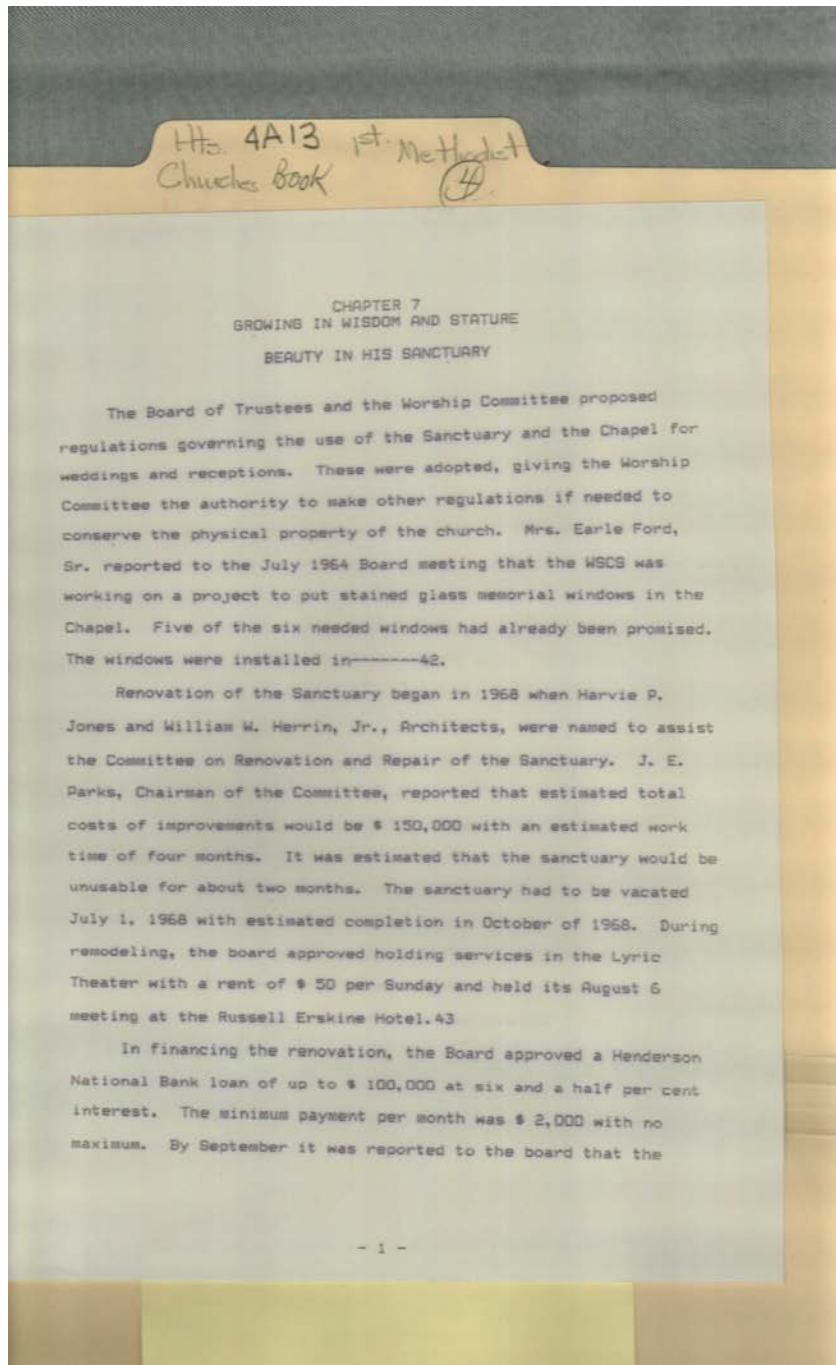 Hts. 4A13 1st. Methodist
Churches Book 4
CHAPTER 7
GROWING IN WISDOM AND STATURE
BEAUTY IN HIS SANCTUARY
The Board of Trustees and the Worship Committee proposed
regulations governing the use of the Sanctuary and the Chapel for
weddings and receptions. These were adopted, giving the Worship
Committee the authority to make other regulations if needed to
conserve the physical property of the church. Mrs. Earle Ford,
Sr. reported to the July 1964 Board meeting that the WSCS was
working on a project to put stained glass memorial windows in the
Chapel. Five of the six needed windows had already been promised.
The windows were installed in-------42.
Renovation of the Sanctuary began in 1968 when Harvie P.
Jones and William W. Herrin, Jr., Architects, were named to assist
the Committee on Renovation and Repair of the Sanctuary. J. E.
Parks, Chairman of the Committee, reported that estimated total
costs of improvements would be $ 150,000 with an estimated work
time of four months. It was estimated that the sanctuary would be
unusable for about two months. The sanctuary had to be vacated
July 1, 1968 with estimated completion in October of 1968. During
remodeling, the board approved holding services in the Lyric
Theater with a rent of $ 50 per Sunday and held its August 6
meeting at the Russell Erskine Hotel.43
In financing the renovation, the Board approved a Henderson
National Bank loan of up to $ 100,000 at six and a half per cent
interest. The minimum payment per month was $ 2,000 with no
maximum. By September it was reported to the board that the
- 1 -